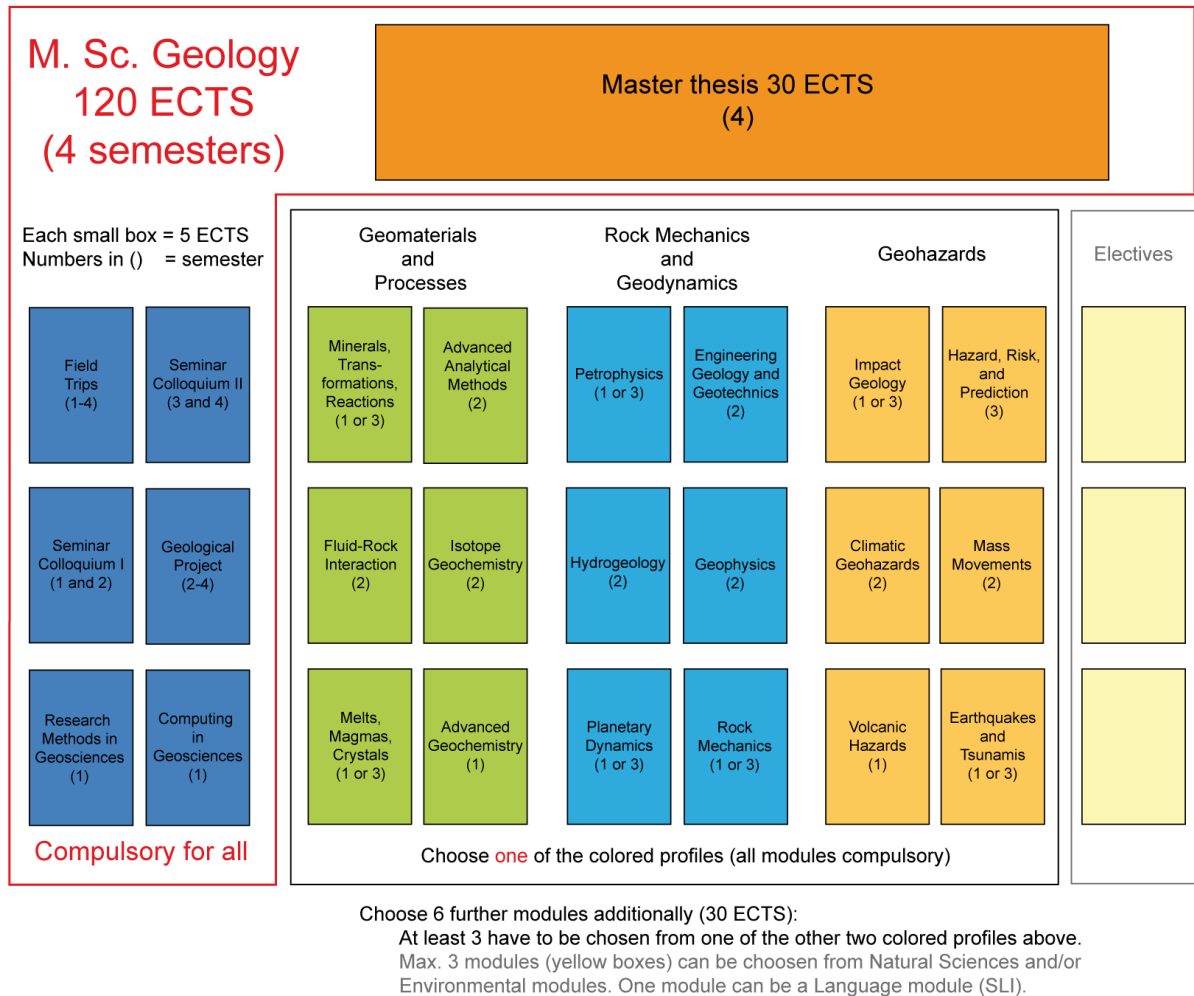 M. Sc. Geology
120 ECTS
(4 semesters)
Master thesis 30 ECTS
(4)
Each small box = 5 ECTS
Numbers in () = semester
Geomaterials
and
Processes
Rock Mechanics
and
Geodynamics
Geohazards
Electives
Field
Trips
(1-4)
Seminar
Colloquium II
(3 and 4)
Minerals,
Trans-
formations,
Reactions
(1 or 3)
Advanced
Analytical
Methods
(2)
Petrophysics
(1 or 3)
Engineering
Geology and
Geotechnics
(2)
Impact
Geology
(1 or 3)
Hazard, Risk,
and
Prediction
(3)
Seminar
Colloquium I
(1 and 2)
Geological
Project
(2-4)
Fluid-Rock
Interaction
(2)
Isotope
Geochemistry
(2)
Hydrogeology
(2)
Geophysics
(2)
Climatic
Geohazards
(2)
Mass
Movements
(2)
Research
Methods in
Geosciences
(1)
Computing
in
Geosciences
(1)
Melts,
Magmas,
Crystals
(1 or 3)
Advanced
Geochemistry
(1)
Planetary
Dynamics
(1 or 3)
Rock
Mechanics
(1 or 3)
Volcanic
Hazards
(1)
Earthquakes
and
Tsunamis
(1 or 3)
Compulsory for all
Choose one of the colored profiles (all modules compulsory)
Choose 6 further modules additionally (30 ECTS):
At least 3 have to be chosen from one of the other two colored profiles above.
Max. 3 modules (yellow boxes) can be choosen from Natural Sciences and/or
Environmental modules. One module can be a Language module (SLI).